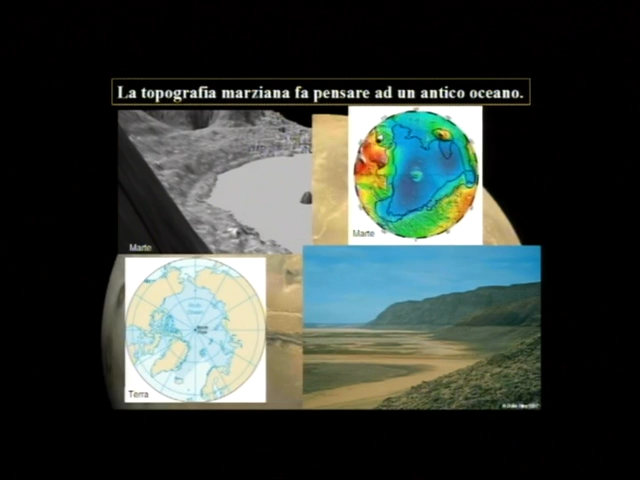 La topografia marziana fa pensare ad un antico oceano.
Marte
Marte
Terra